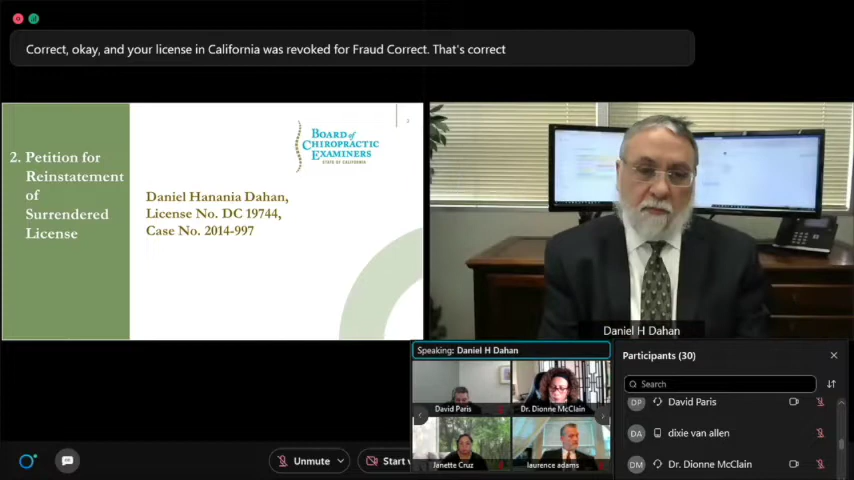 Correct, okay, and your license in California was revoked for Fraud Correct. That's correct
2
BOARD of
CHIROPRACTIC
EXAMINERS
STATE OF CALIFORNIA
2. Petition for
Reinstatement
of
Surrendered
License
Daniel Hanania Dahan,
License No. DC 19744,
Case No. 2014-997
Daniel H Dahan
Speaking: Daniel H Dahan
David Paris
Dr. Dionne McClain
Janette Cruz
laurence adams
Participants (30)
Search
DP David Paris
DA dixie van allen
DM Dr. Dionne McClain
Unmute
Start